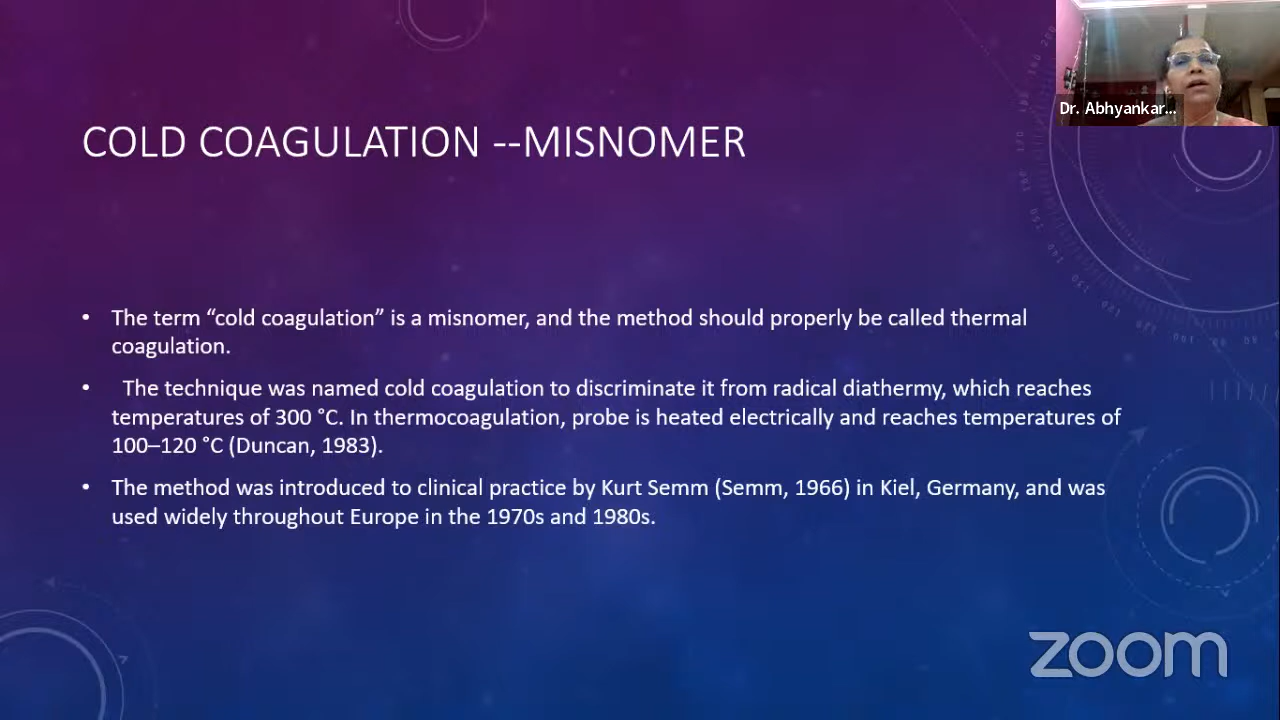 Dr. Abhyankar...
COLD COAGULATION --MISNOMER
• The term “cold coagulation” is a misnomer, and the method should properly be called thermal
coagulation.
• The technique was named cold coagulation to discriminate it from radical diathermy, which reaches
temperatures of 300 °C. In thermocoagulation, probe is heated electrically and reaches temperatures of
100–120 °C (Duncan, 1983).
• The method was introduced to clinical practice by Kurt Semm (Semm, 1966) in Kiel, Germany, and was
used widely throughout Europe in the 1970s and 1980s.
zoom